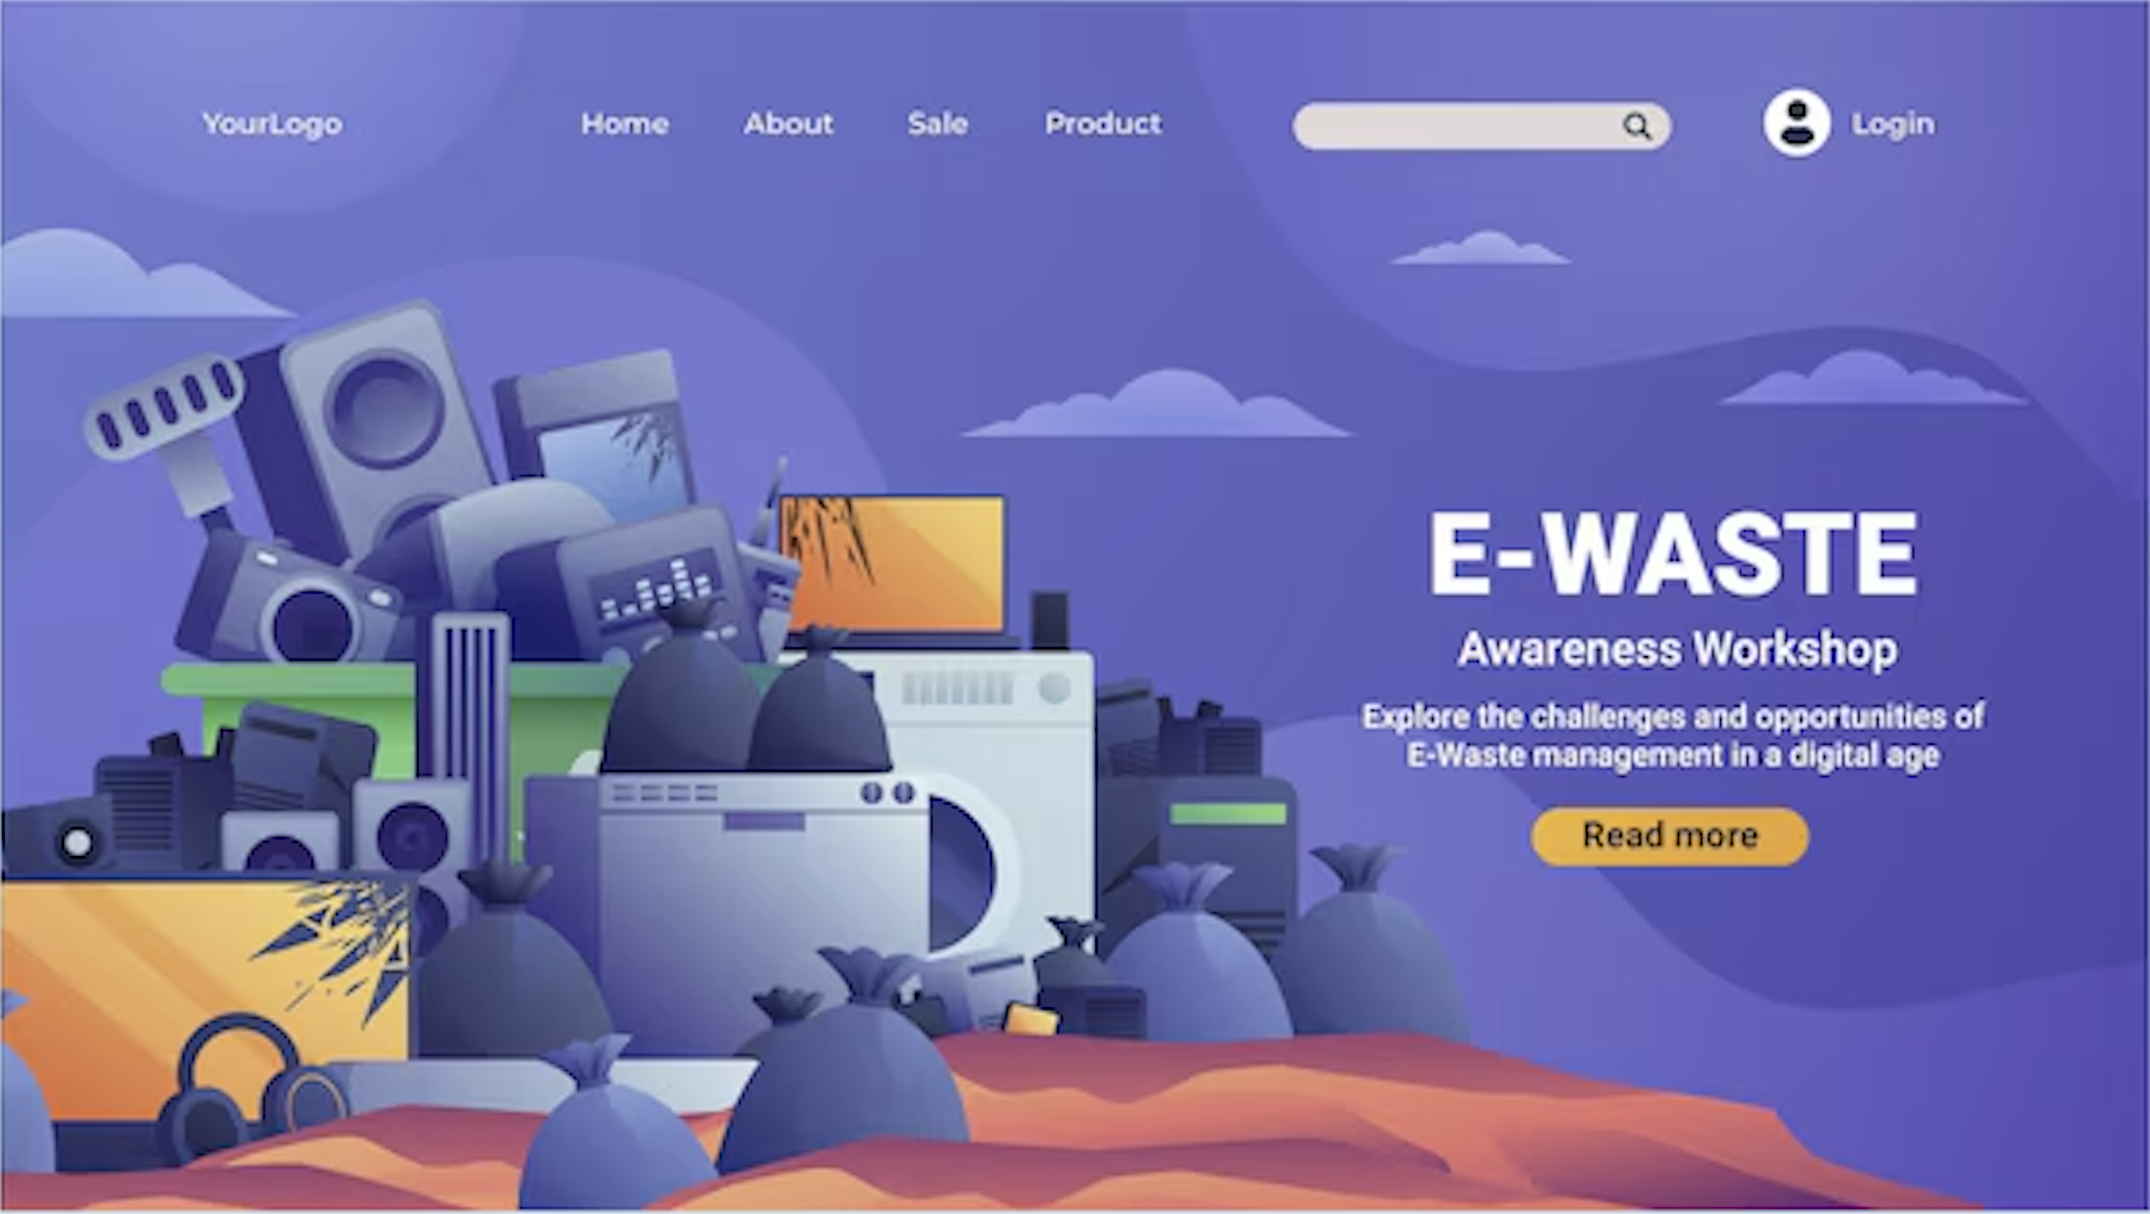 YourLogo
Home
About
Sale
Product
Login
E-WASTE
Awareness Workshop
Explore the challenges and opportunities of
E-Waste management in a digital age
Read more